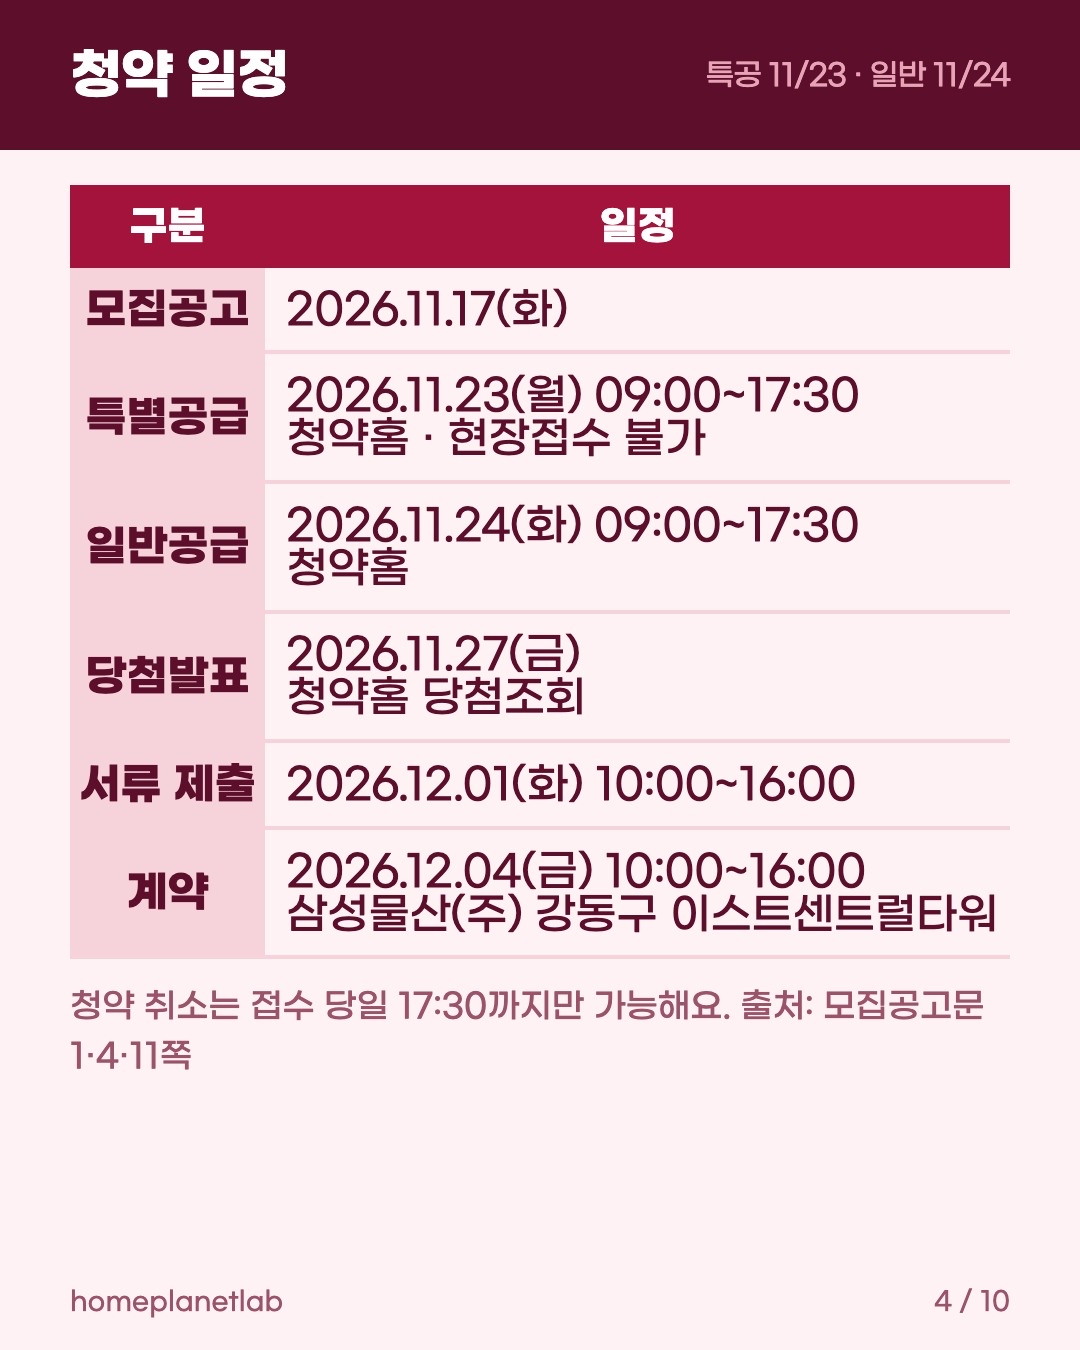 청약 일정
특공 11/23 · 일반 11/24
구분 일정
모집공고 2026.11.17(화)
특별공급 2026.11.23(월) 09:00~17:30
청약홈 · 현장접수 불가
일반공급 2026.11.24(화) 09:00~17:30
청약홈
당첨발표 2026.11.27(금)
청약홈 당첨조회
서류 제출 2026.12.01(화) 10:00~16:00
계약 2026.12.04(금) 10:00~16:00
삼성물산(주) 강동구 이스트센트럴타워
청약 취소는 접수 당일 17:30까지만 가능해요. 출처: 모집공고문
1·4·11쪽
homeplanetlab
4 / 10